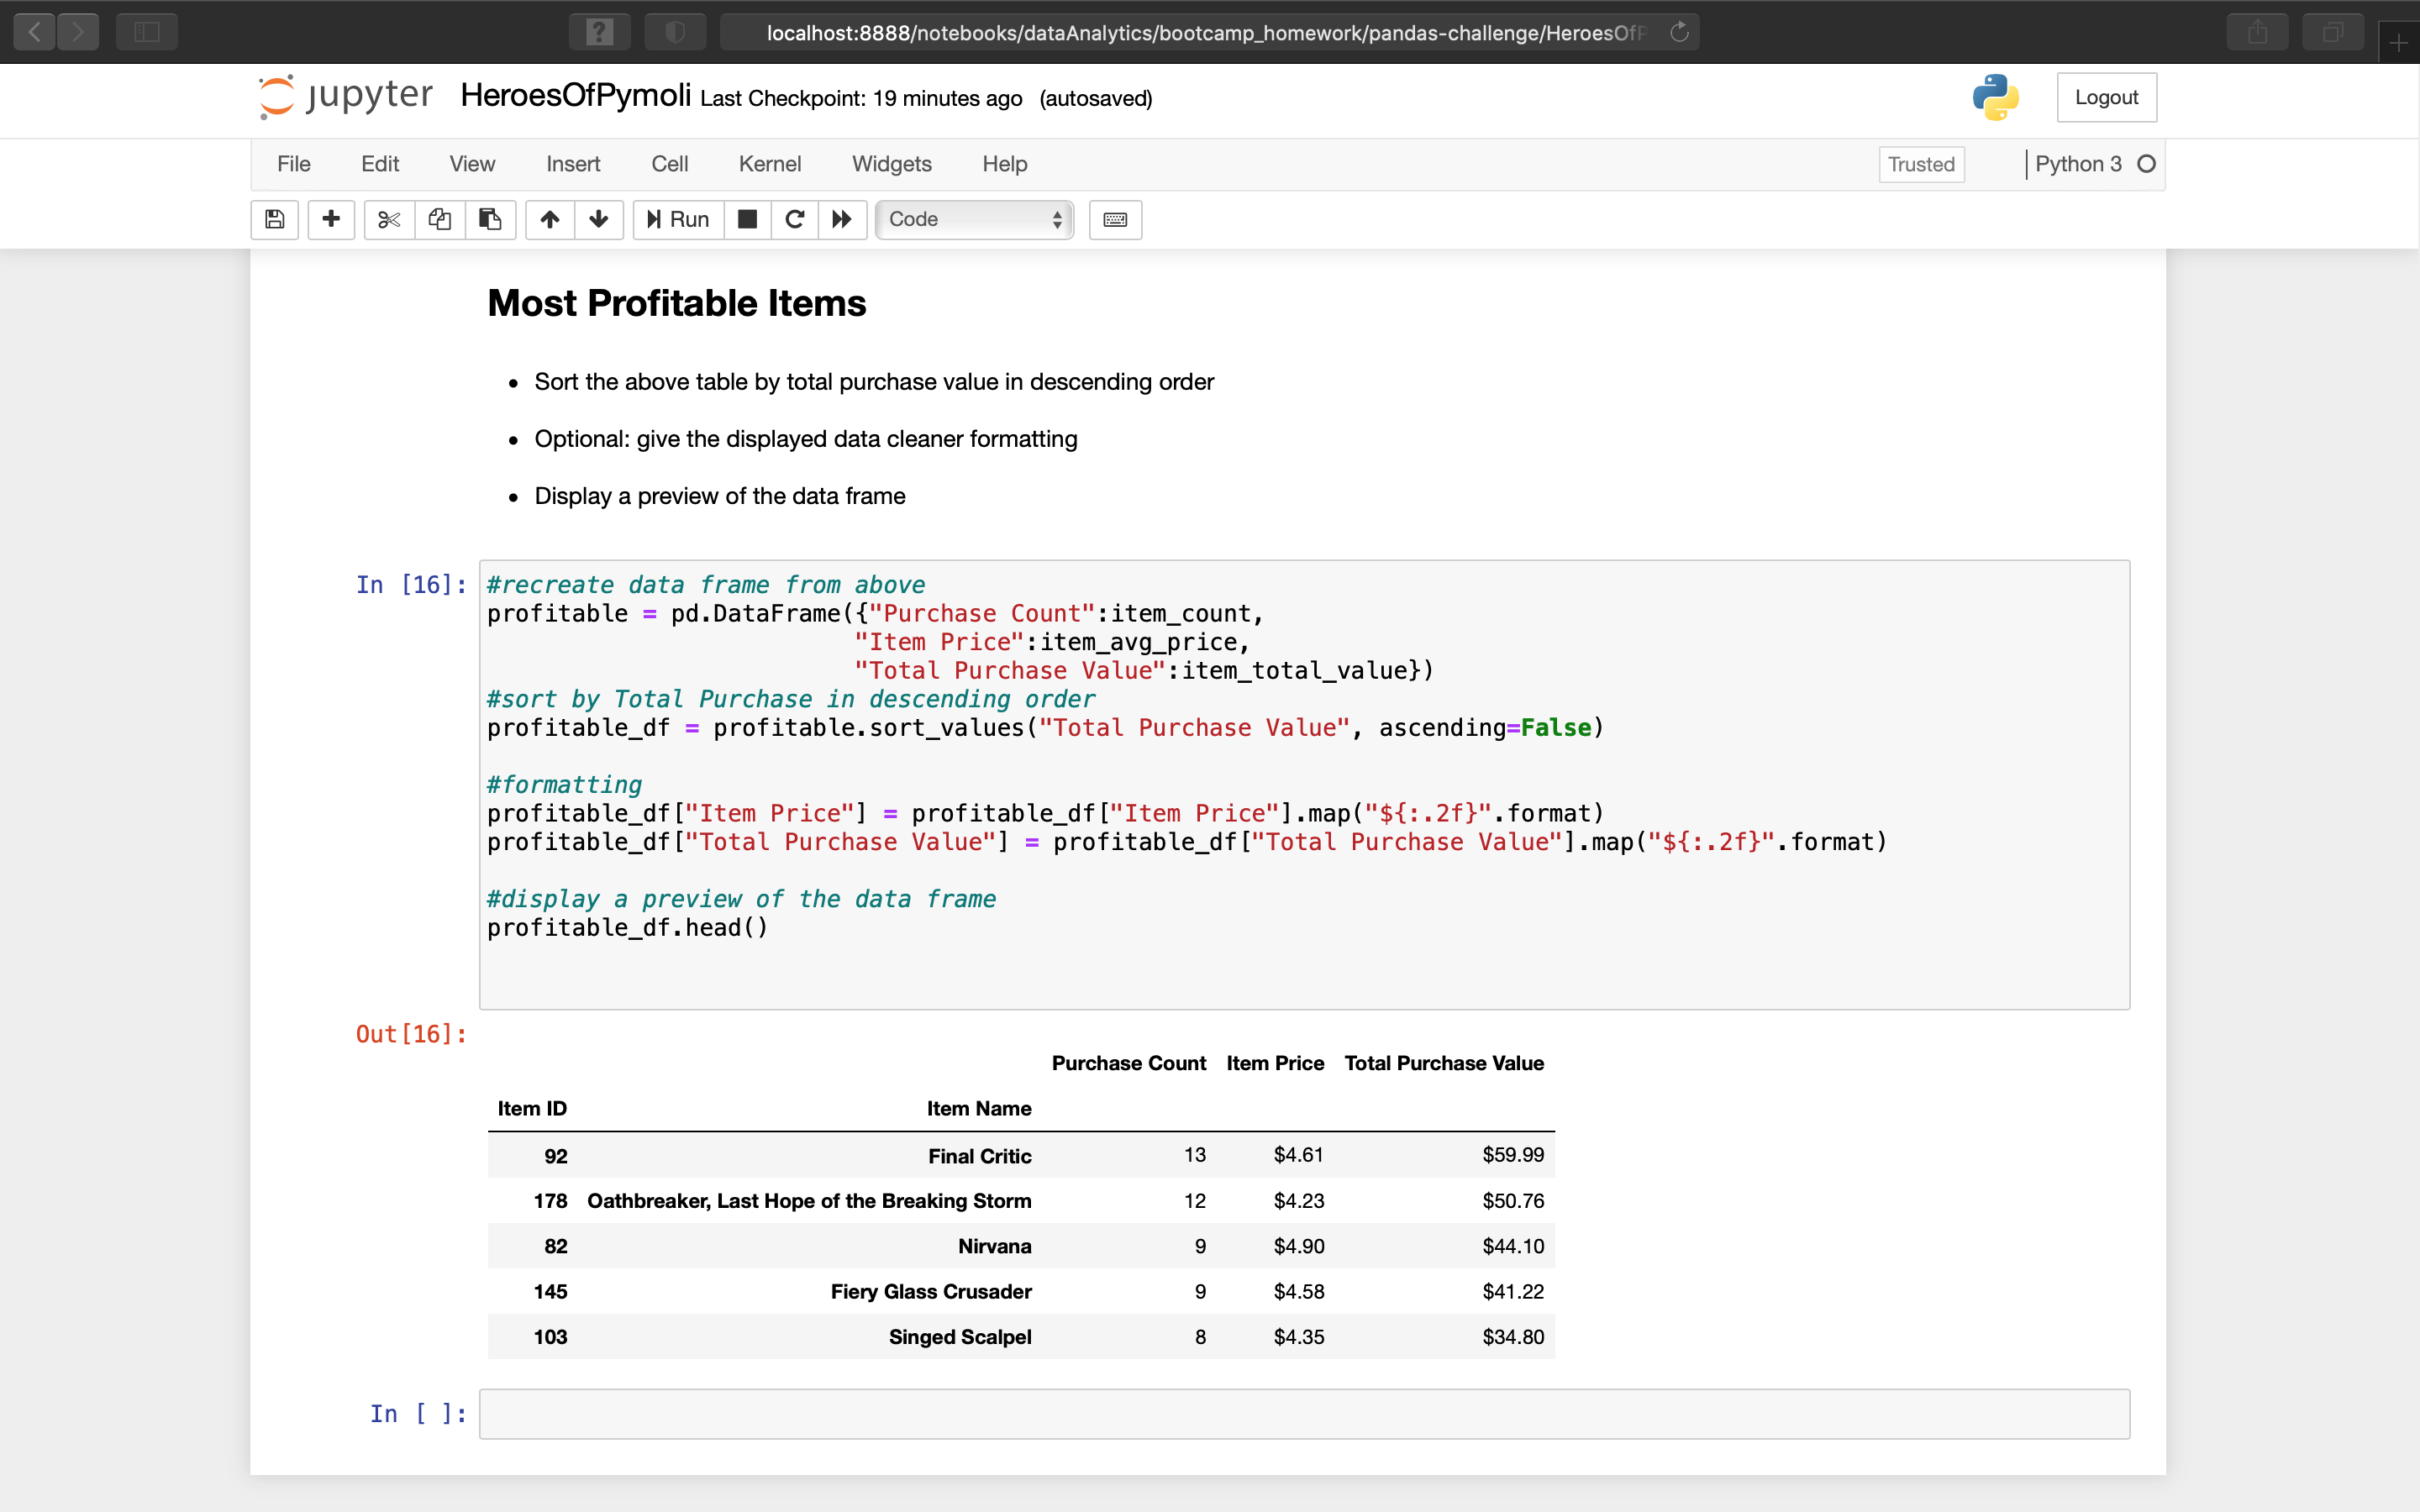 ?
localhost:8888/notebooks/dataAnalytics/bootcamp_homework/pandas-challenge/HeroesOfP
jupyter HeroesOfPymoli Last Checkpoint: 19 minutes ago (autosaved)
Logout
File Edit View Insert Cell Kernel Widgets Help
Trusted
Python 3
Run
Code
Most Profitable Items
• Sort the above table by total purchase value in descending order
• Optional: give the displayed data cleaner formatting
• Display a preview of the data frame
In [16]:
#recreate data frame from above
profitable = pd.DataFrame({"Purchase Count":item_count,
"Item Price":item_avg_price,
"Total Purchase Value":item_total_value})
#sort by Total Purchase in descending order
profitable_df = profitable.sort_values("Total Purchase Value", ascending=False)
#formatting
profitable_df["Item Price"] = profitable_df["Item Price"].map("${:.2f}".format)
profitable_df["Total Purchase Value"] = profitable_df["Total Purchase Value"].map("${:.2f}".format)
#display a preview of the data frame
profitable_df.head()
Out[16]:
Purchase Count Item Price Total Purchase Value
Item ID Item Name
92 Final Critic 13 $4.61 $59.99
178 Oathbreaker, Last Hope of the Breaking Storm 12 $4.23 $50.76
82 Nirvana 9 $4.90 $44.10
145 Fiery Glass Crusader 9 $4.58 $41.22
103 Singed Scalpel 8 $4.35 $34.80
In [ ]: